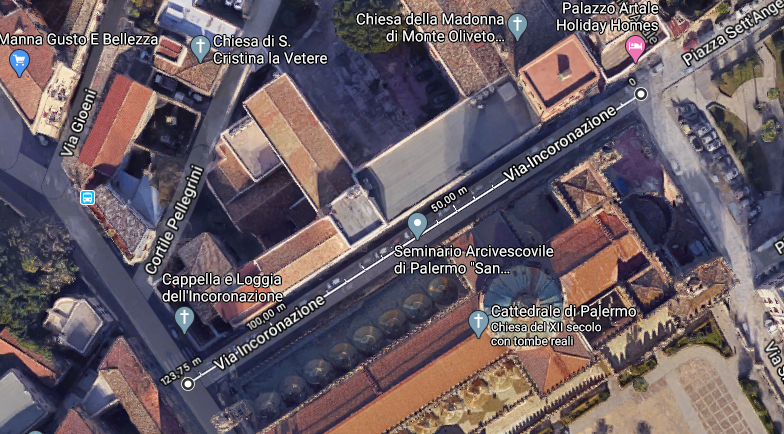 Manna Gusto E Bellezza
Chiesa di S.
Cristina la Vetere
Chiesa della Madonna
di Monte Oliveto...
Palazzo Artale
Holiday Homes
Piazza Sett'Ange
Via Gioeni
0
Via Incoronazione
Cortile Pellegrini
50,00 m
Seminario Arcivescovile
di Palermo "San...
Cappella e Loggia
dell'Incoronazione
100,00 m
Via Incoronazione
Cattedrale di Palermo
Chiesa del XII secolo
con tombe reali
123,75 m